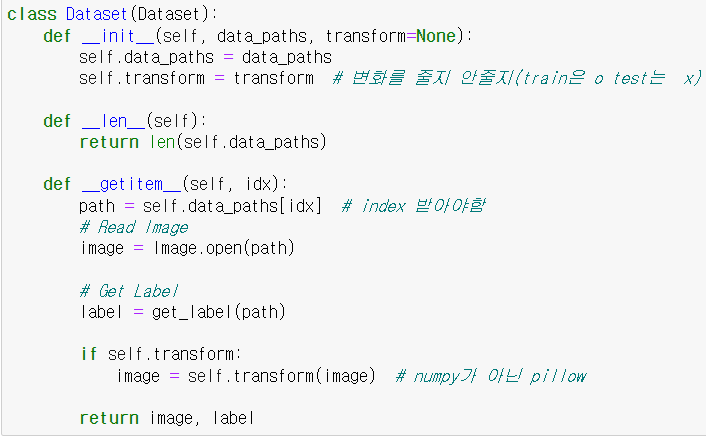 class Dataset(Dataset):
    def __init__(self, data_paths, transform=None):
        self.data_paths = data_paths
        self.transform = transform  # 변화를 줄지 안줄지(train은 o test는  x)

    def __len__(self):
        return len(self.data_paths)

    def __getitem__(self, idx):
        path = self.data_paths[idx]  # index 받아야함
        # Read Image
        image = Image.open(path)

        # Get Label
        label = get_label(path)

        if self.transform:
            image = self.transform(image)  # numpy가 아닌 pillow

        return image, label